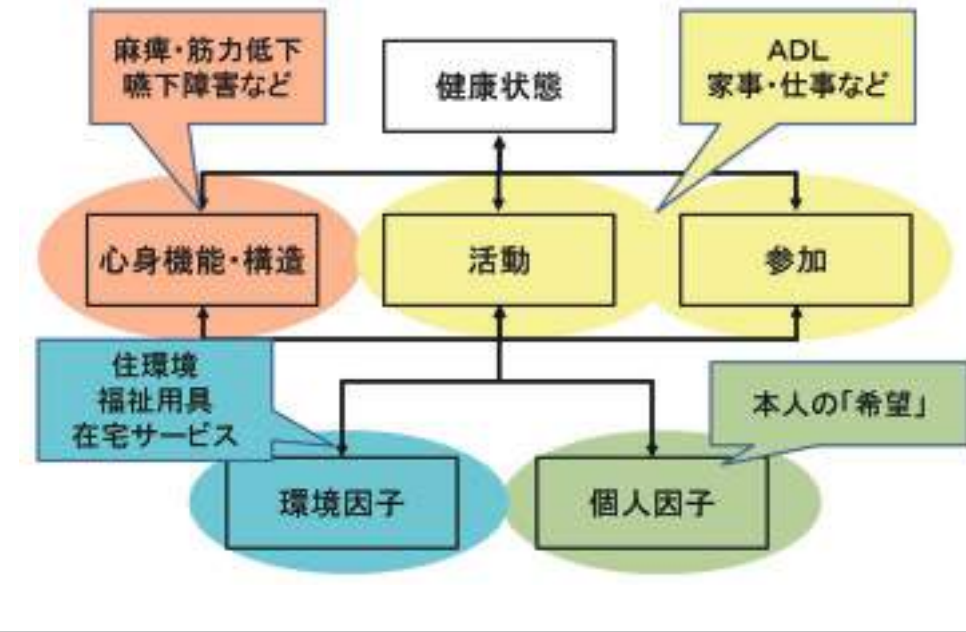 麻痺・筋力低下
嚥下障害など
健康状態
ADL
家事・仕事など
心身機能・構造
活動
参加
住環境
福祉用具
在宅サービス
本人の「希望」
環境因子
個人因子